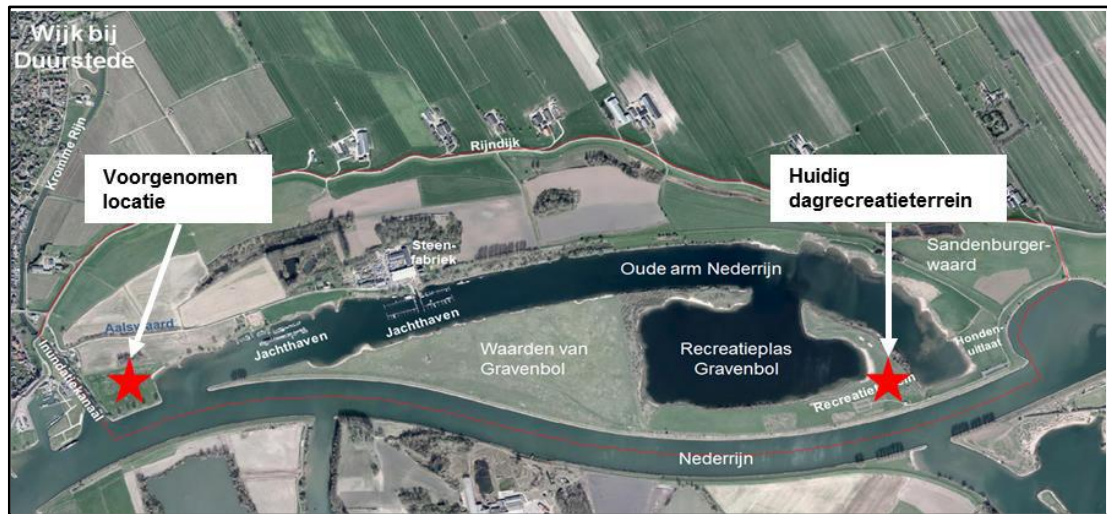 Wijk bij
Duurstede
Kromme Rijn
Voorgenomen
locatie
Rijndijk
Huidig
dagrecreatieterrein
Steen-
fabriek
Sandenburger-
waard
Oude arm Nederrijn
Aalswaard
Jachthaven
Jachthaven
Inundatiekanaal
Waarden van
Gravenbol
Recreatieplas
Gravenbol
Honden-
uitlaat
Recreatieterrein
Nederrijn